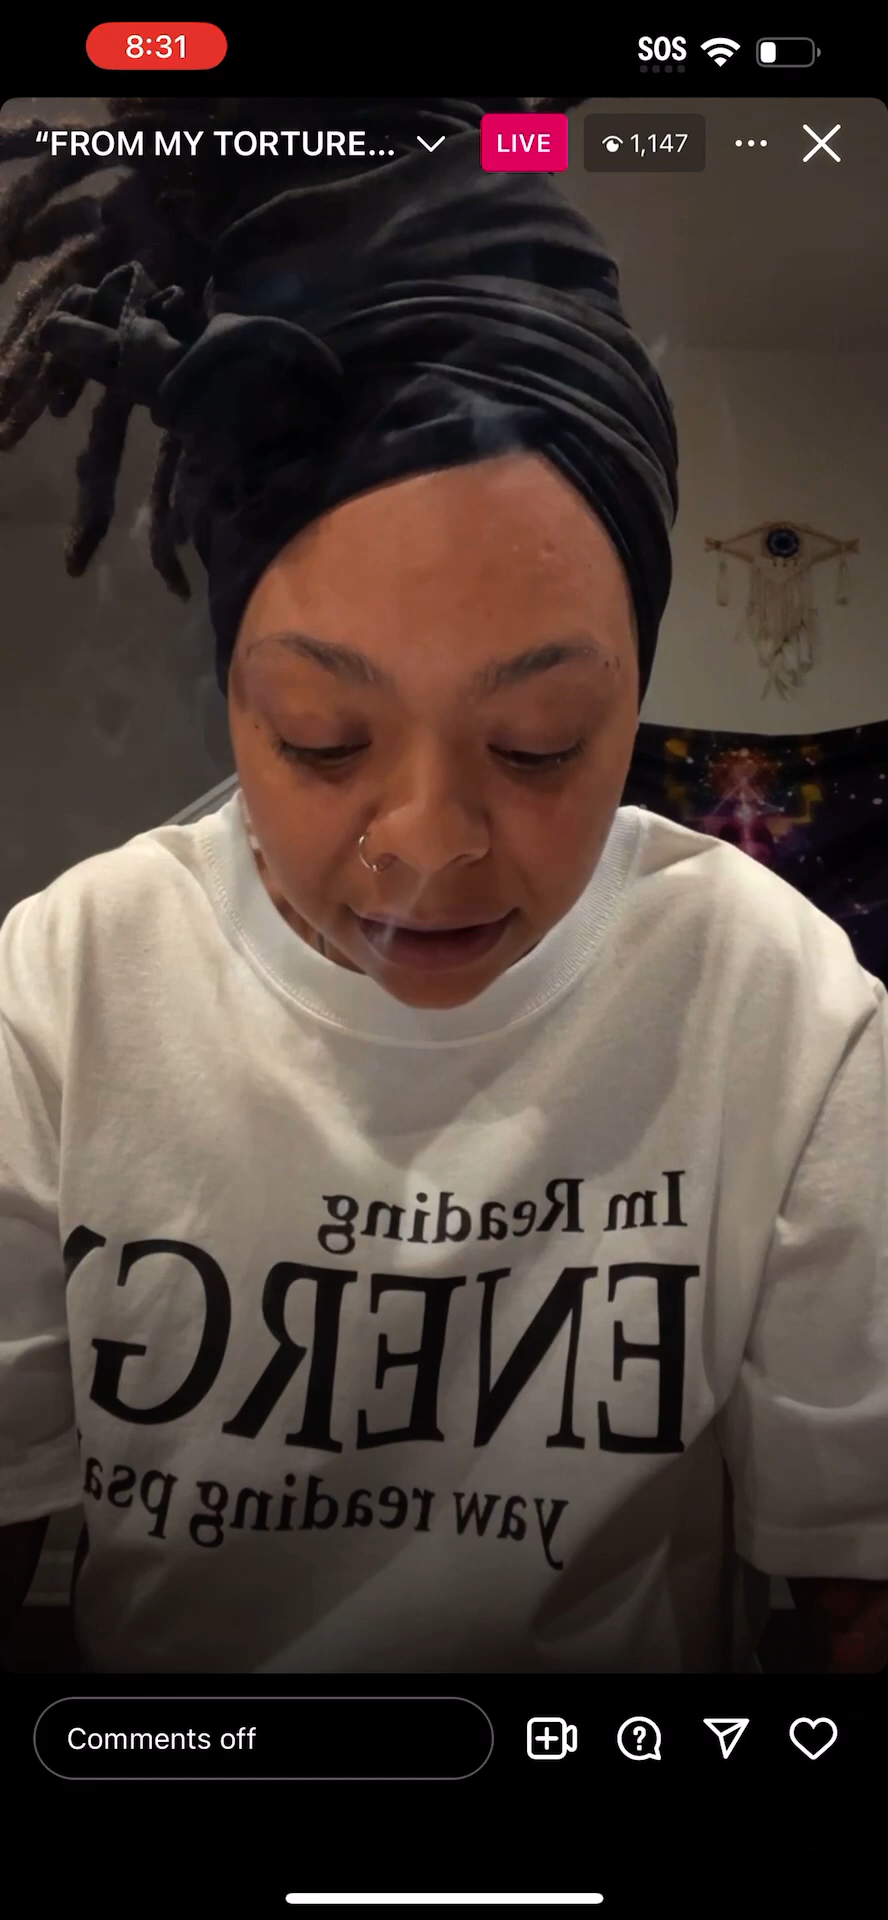 8:31 SOS
“FROM MY TORTURE... LIVE 1,147
Im Reading
ENERG
yaw reading psa
Comments off